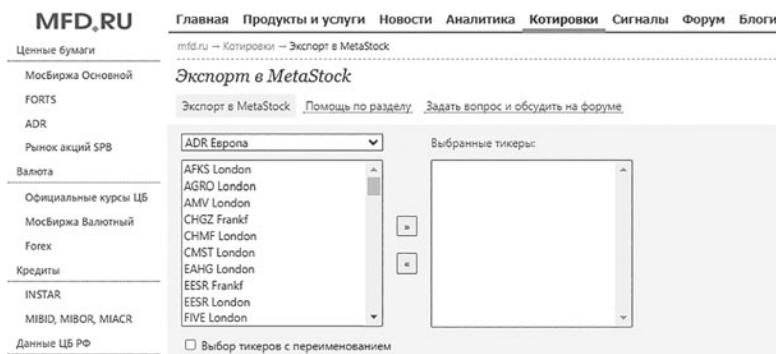 MFD.RU
Главная Продукты и услуги Новости Аналитика Котировки Сигналы Форум Блоги
mfd.ru → Котировки → Экспорт в MetaStock
Экспорт в MetaStock
Экспорт в MetaStock Помощь по разделу Задать вопрос и обсудить на форуме
Ценные бумаги
МосБиржа Основной
FORTS
ADR
Рынок акций SPB
Валюта
Официальные курсы ЦБ
МосБиржа Валютный
Forex
Кредиты
INSTAR
MIBID, MIBOR, MIACR
Данные ЦБ РФ
ADR Европа
AFKS London
AGRO London
AMV London
CHGZ Frankf
CHMF London
CMST London
EAHG London
EESR Frankf
EESR London
FIVE London
»
«
Выбранные тикеры:
Выбор тикеров с переименованием